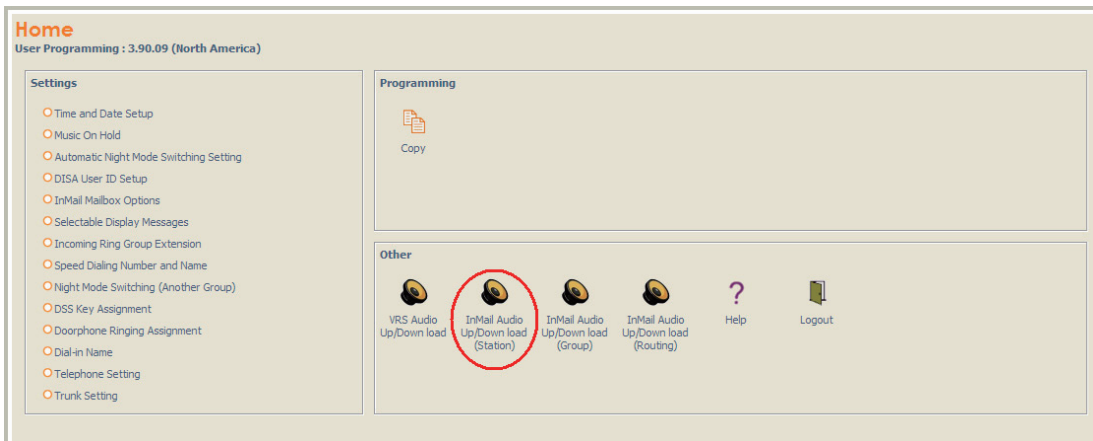 Home
User Programming : 3.90.09 (North America)
Settings
Time and Date Setup
Music On Hold
Automatic Night Mode Switching Setting
DISA User ID Setup
InMail Mailbox Options
Selectable Display Messages
Incoming Ring Group Extension
Speed Dialing Number and Name
Night Mode Switching (Another Group)
DSS Key Assignment
Doorphone Ringing Assignment
Dial-in Name
Telephone Setting
Trunk Setting
Programming
Copy
Other
VRS Audio
Up/Down load
InMail Audio
Up/Down load
(Station)
InMail Audio
Up/Down load
(Group)
InMail Audio
Up/Down load
(Routing)
Help
Logout